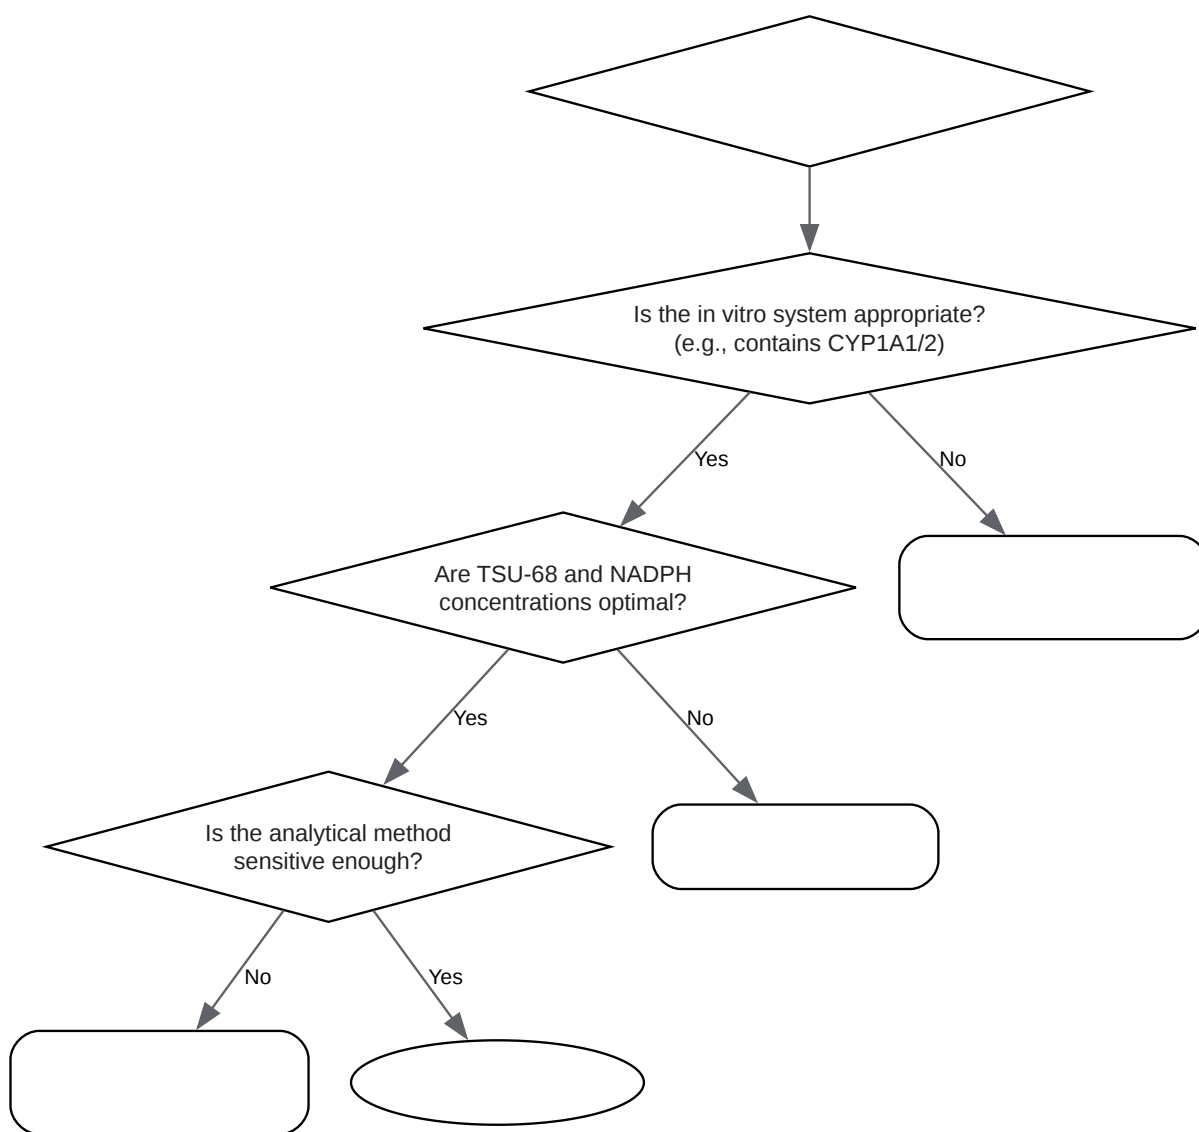 Is the in vitro system appropriate?
(e.g., contains CYP1A1/2)
Yes
No
Are TSU-68 and NADPH
concentrations optimal?
Yes
No
Is the analytical method
sensitive enough?
No
Yes